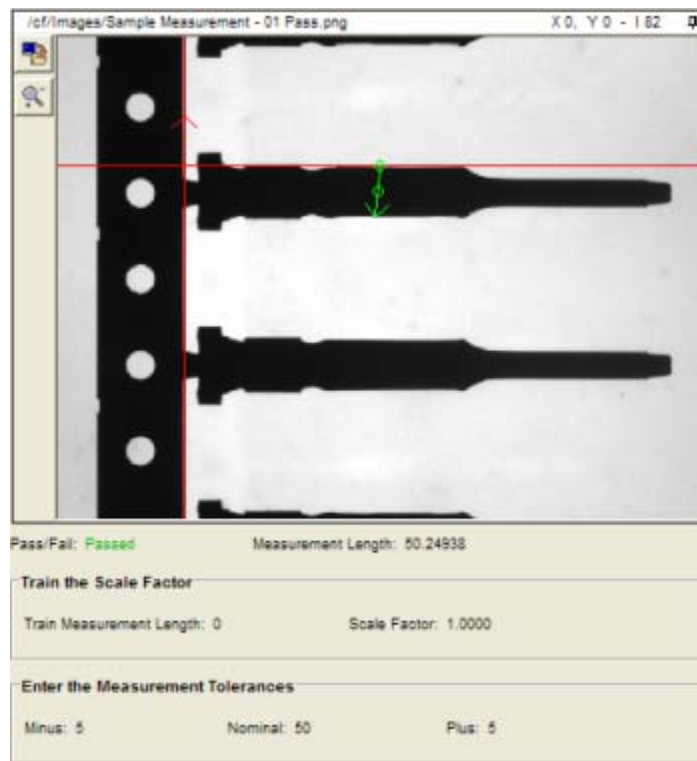 /cf/Images/Sample Measurement - 01 Pass.png X 0, Y 0 - I 82
Pass/Fail: Passed Measurement Length: 50.24938
Train the Scale Factor
Train Measurement Length: 0 Scale Factor: 1.0000
Enter the Measurement Tolerances
Minus: 5 Nominal: 50 Plus: 5